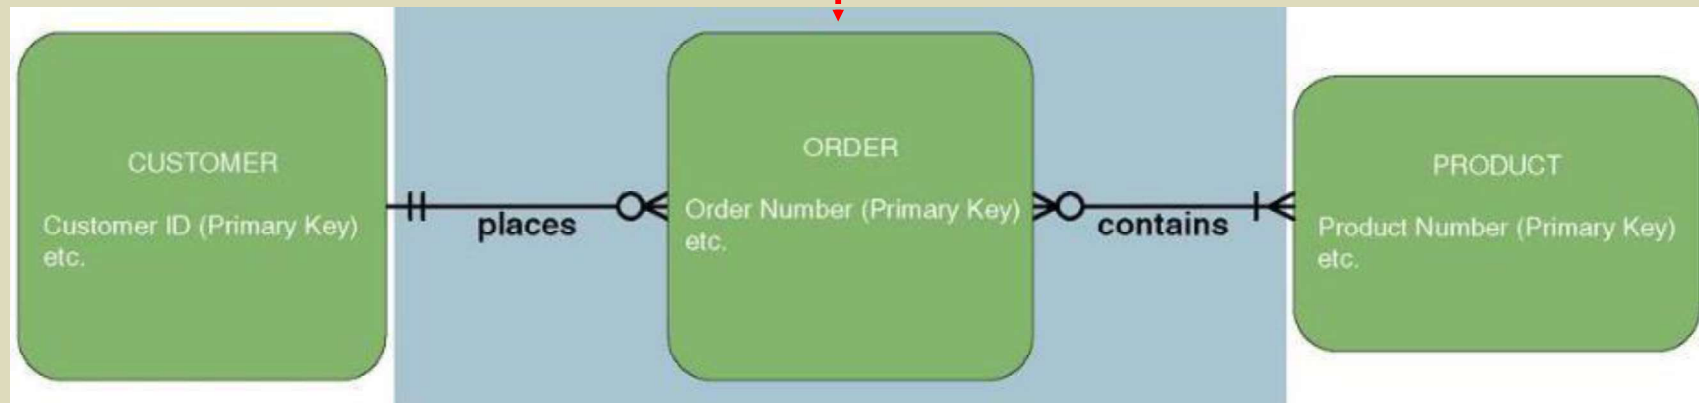 CUSTOMER
Customer ID (Primary Key)
etc.
places
ORDER
Order Number (Primary Key)
etc.
contains
PRODUCT
Product Number (Primary Key)
etc.